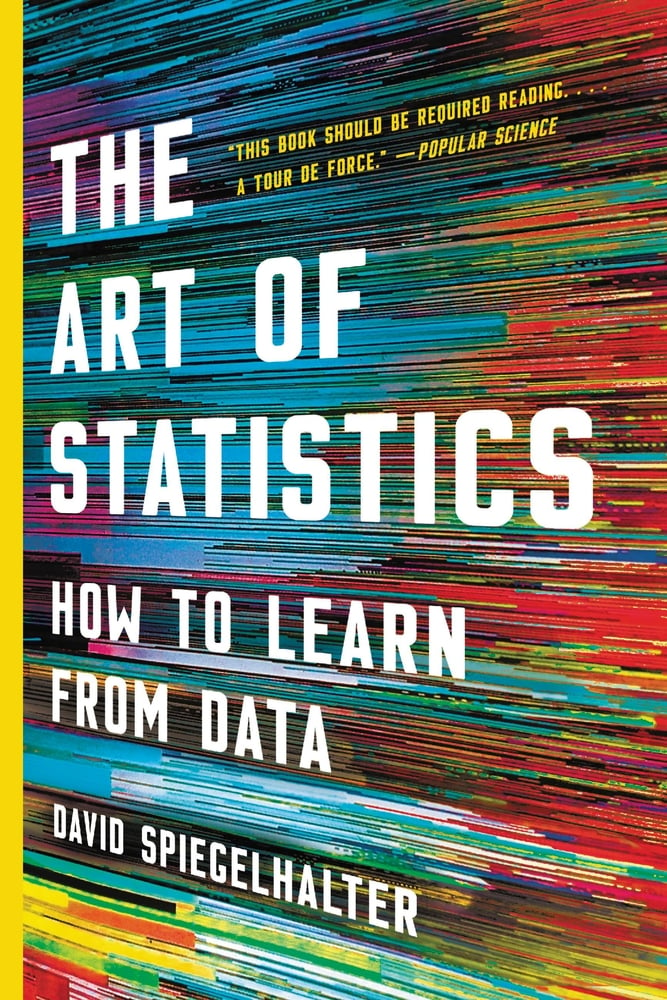 THE
"THIS BOOK SHOULD BE REQUIRED READING. . . .
A TOUR DE FORCE." —POPULAR SCIENCE
ART OF
STATISTICS
HOW TO LEARN
FROM DATA
DAVID SPIEGELHALTER